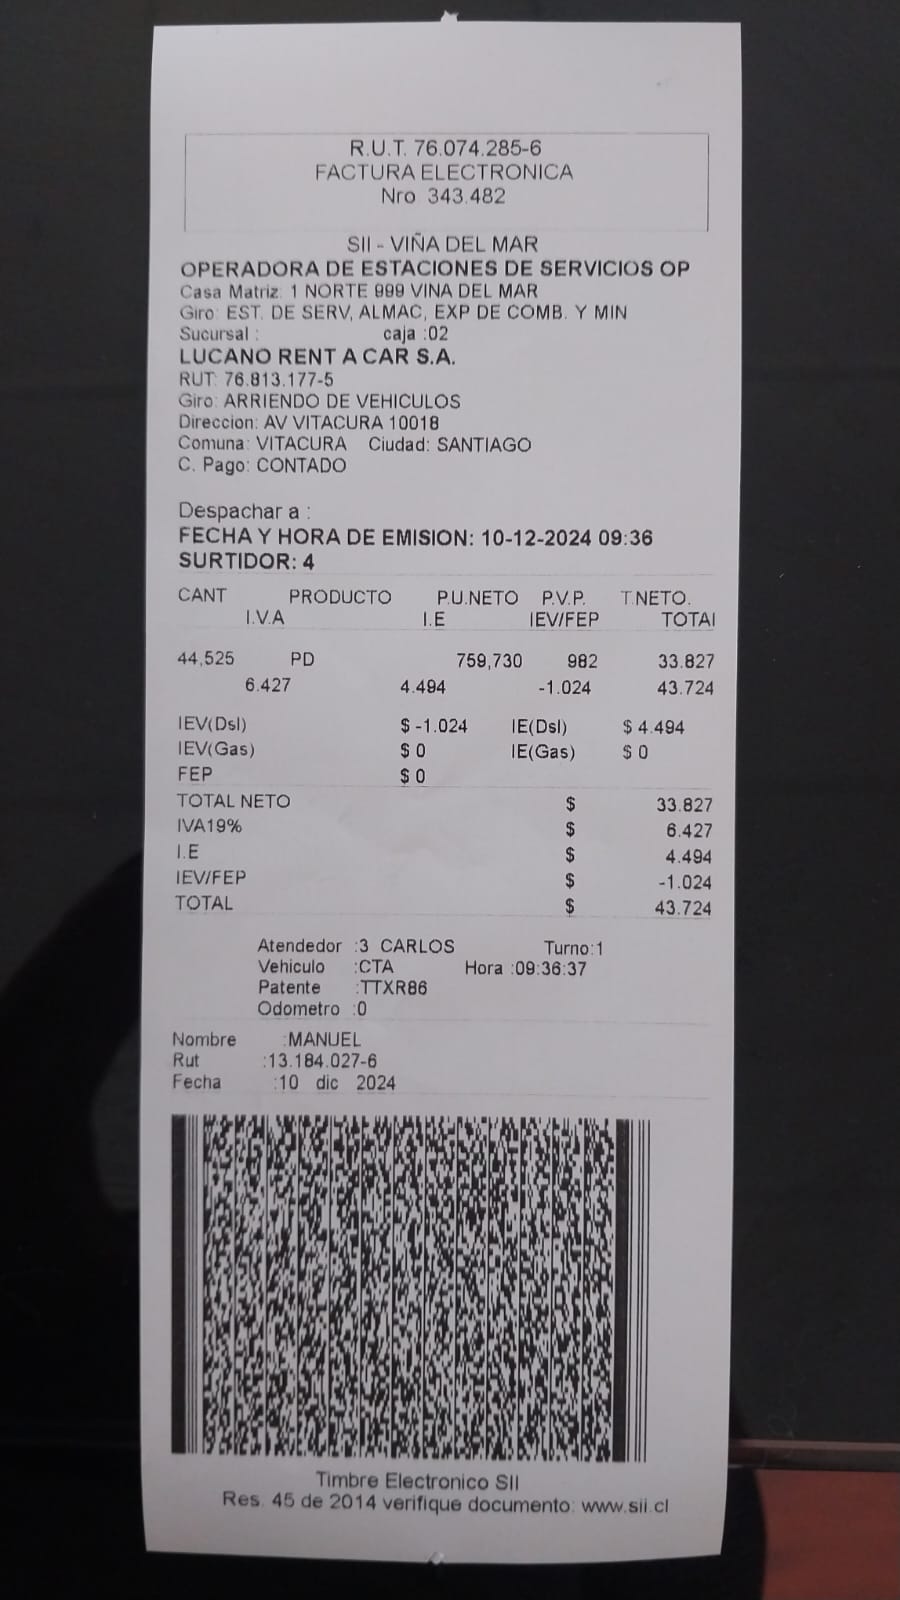 R.U.T. 76.074.285-6
FACTURA ELECTRONICA
Nro 343.482
SII - VIÑA DEL MAR
OPERADORA DE ESTACIONES DE SERVICIOS OP
Casa Matriz: 1 NORTE 999 VINA DEL MAR
Giro: EST. DE SERV, ALMAC, EXP DE COMB. Y MIN
Sucursal : caja :02
LUCANO RENT A CAR S.A.
RUT: 76.813.177-5
Giro: ARRIENDO DE VEHICULOS
Direccion: AV VITACURA 10018
Comuna: VITACURA Ciudad: SANTIAGO
C. Pago: CONTADO
Despachar a :
FECHA Y HORA DE EMISION: 10-12-2024 09:36
SURTIDOR: 4
CANT PRODUCTO P.U.NETO P.V.P. T.NETO.
I.V.A I.E IEV/FEP TOTAl
44,525 PD 759,730 982 33.827
6.427 4.494 -1.024 43.724
IEV(Dsl) $ -1.024 IE(Dsl) $ 4.494
IEV(Gas) $ 0 IE(Gas) $ 0
FEP $ 0
TOTAL NETO $ 33.827
IVA19% $ 6.427
I.E $ 4.494
IEV/FEP $ -1.024
TOTAL $ 43.724
Atendedor :3 CARLOS Turno:1
Vehiculo :CTA Hora :09:36:37
Patente :TTXR86
Odometro :0
Nombre :MANUEL
Rut :13.184.027-6
Fecha :10 dic 2024
Timbre Electronico SII
Res. 45 de 2014 verifique documento: www.sii.cl